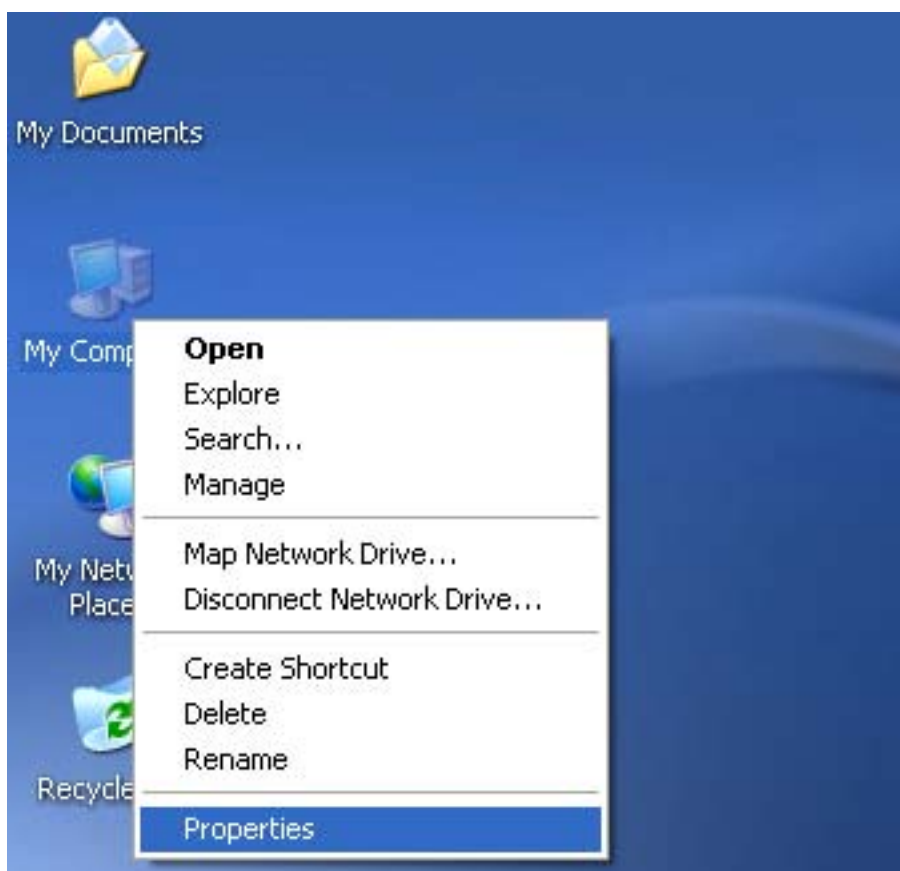 My Documents
My Comp
Open
Explore
Search...
Manage
Map Network Drive...
Disconnect Network Drive...
My Netw
Place
Create Shortcut
Delete
Rename
Recycle
Properties